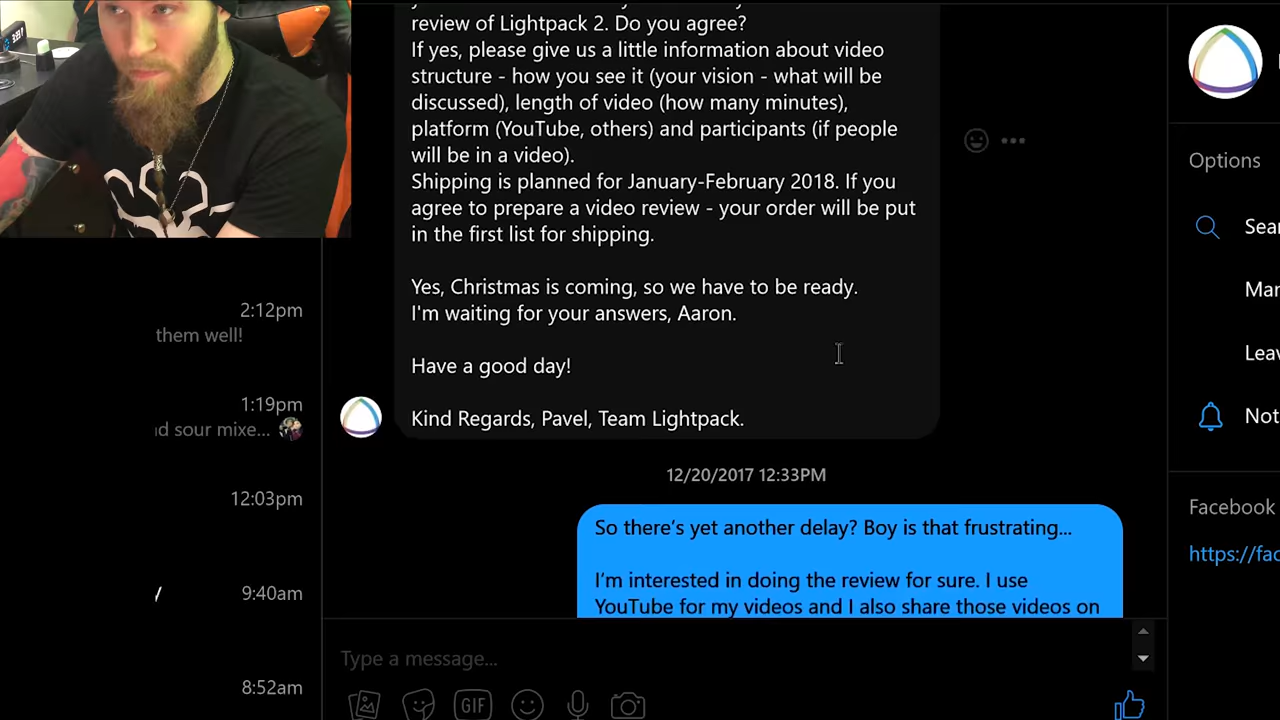 review of Lightpack 2. Do you agree?
If yes, please give us a little information about video
structure - how you see it (your vision - what will be
discussed), length of video (how many minutes),
platform (YouTube, others) and participants (if people
will be in a video).
Shipping is planned for January-February 2018. If you
agree to prepare a video review - your order will be put
in the first list for shipping.
Yes, Christmas is coming, so we have to be ready.
I'm waiting for your answers, Aaron.
Have a good day!
Kind Regards, Pavel, Team Lightpack.
12/20/2017 12:33PM
So there's yet another delay? Boy is that frustrating...
I'm interested in doing the review for sure. I use
YouTube for my videos and I also share those videos on
Type a message...
GIF
2:12pm
them well!
1:19pm
d sour mixe...
12:03pm
9:40am
8:52am
Options
Sear
Man
Leav
Not
Facebook
https://fac